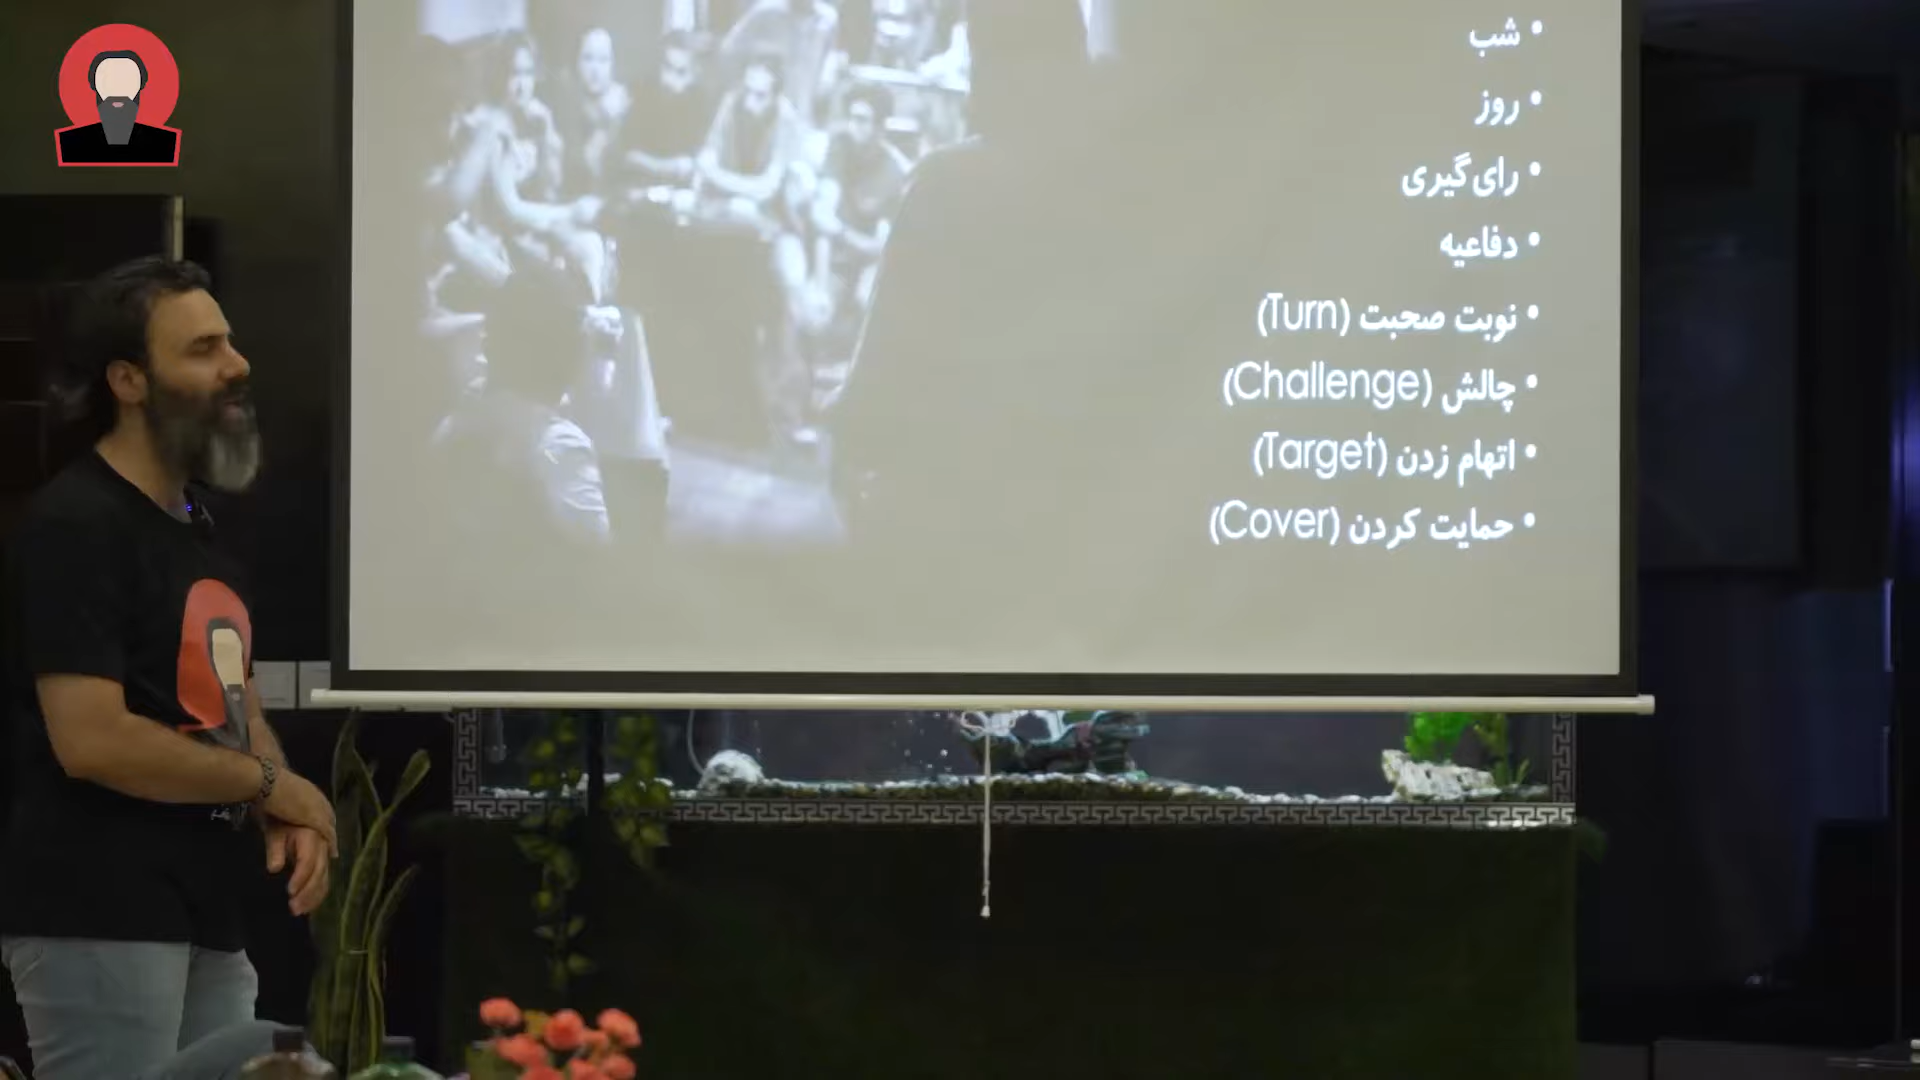 • شب
• روز
• رای‌گیری
• دفاعیه
• نوبت صحبت (Turn)
• چالش (Challenge)
• اتهام زدن (Target)
• حمایت کردن (Cover)